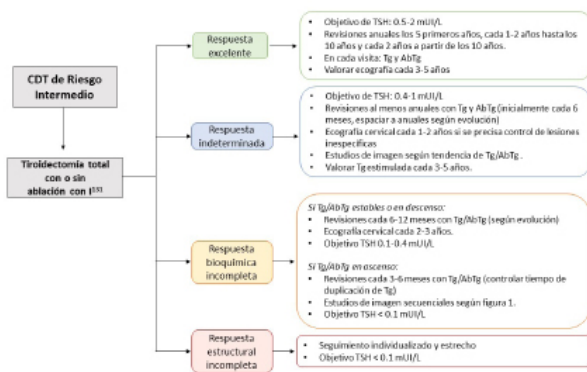 CDT de Riesgo
Intermedio
Tiroidectomía total
con o sin
ablación con I131
Respuesta
excelente
• Objetivo de TSH: 0.5-2 mUI/L
• Revisiones anuales los 5 primeros años, cada 1-2 años hasta los
10 años y cada 2 años a partir de los 10 años.
• En cada visita: Tg y AbTg
• Valorar ecografía cada 3-5 años
Respuesta
indeterminada
• Objetivo de TSH: 0.4-1 mUI/L
• Revisiones al menos anuales con Tg y AbTg (inicialmente cada 6
meses, espaciar a anuales según evolución)
• Ecografía cervical cada 1-2 años si se precisa control de lesiones
inespecíficas
• Estudios de imagen según tendencia de Tg/AbTg.
• Valorar Tg estimulada cada 3-5 años.
Respuesta
bioquímica
incompleta
Si Tg/AbTg estables o en descenso:
• Revisiones cada 6-12 meses con Tg/AbTg (según evolución)
• Ecografía cervical cada 2-3 años.
• Objetivo TSH 0.1-0.4 mUI/L
Si Tg/AbTg en ascenso:
• Revisiones cada 3-6 meses con Tg/AbTg (controlar tiempo de
duplicación de Tg)
• Estudios de imagen secuenciales según figura 1.
• Objetivo TSH < 0.1 mUI/L
Respuesta
estructural
incompleta
• Seguimiento individualizado y estrecho
• Objetivo TSH < 0.1 mUI/L